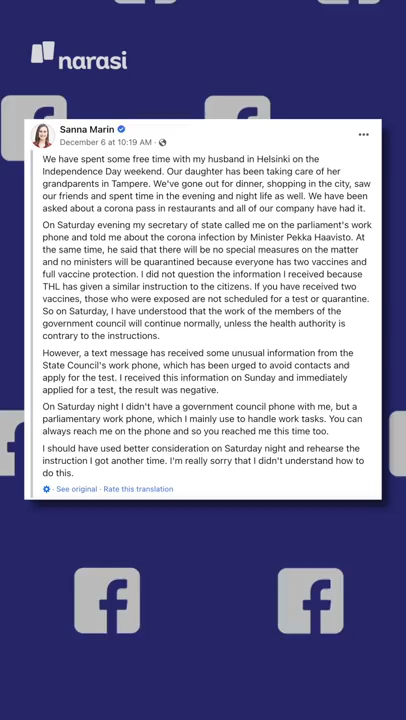 narasi
Sanna Marin
December 6 at 10:19 AM ·
We have spent some free time with my husband in Helsinki on the
Independence Day weekend. Our daughter has been taking care of her
grandparents in Tampere. We've gone out for dinner, shopping in the city, saw
our friends and spent time in the evening and night life as well. We have been
asked about a corona pass in restaurants and all of our company have had it.
On Saturday evening my secretary of state called me on the parliament's work
phone and told me about the corona infection by Minister Pekka Haavisto. At
the same time, he said that there will be no special measures on the matter
and no ministers will be quarantined because everyone has two vaccines and
full vaccine protection. I did not question the information I received because
THL has given a similar instruction to the citizens. If you have received two
vaccines, those who were exposed are not scheduled for a test or quarantine.
So on Saturday, I have understood that the work of the members of the
government council will continue normally, unless the health authority is
contrary to the instructions.
However, a text message has received some unusual information from the
State Council's work phone, which has been urged to avoid contacts and
apply for the test. I received this information on Sunday and immediately
applied for a test, the result was negative.
On Saturday night I didn't have a government council phone with me, but a
parliamentary work phone, which I mainly use to handle work tasks. You can
always reach me on the phone and so you reached me this time too.
I should have used better consideration on Saturday night and rehearse the
instruction I got another time. I'm really sorry that I didn't understand how to
do this.
· See original · Rate this translation